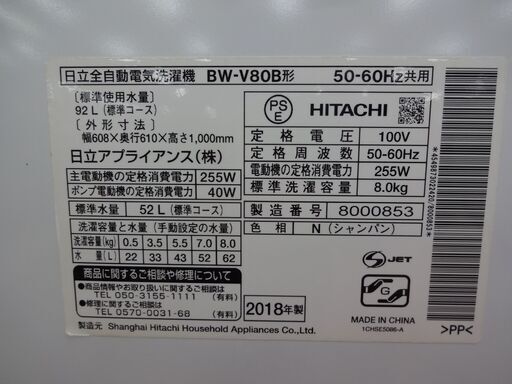 日立全自動電気洗濯機 BW-V80B形 50-60Hz共用
〔標準使用水量〕
92L(標準コース)
〔外形寸法〕
幅608×奥行610×高さ1,000mm
日立アプライアンス(株)
主電動機の定格消費電力 255W
ポンプ電動機の定格消費電力 40W
標準水量 52L(標準コース)
洗濯容量と水量 (手動設定の水量)
洗濯容量(kg) 0.5 3.5 5.5 7.0 8.0
水量(L) 22 33 43 52 62
商品に関するご相談や修理について
●商品情報やお取り扱いに関するご相談
TEL 050-3155-1111 (有料)
●修理に関するご相談
TEL 0570-0031-68 (有料)
2018年製
製造元 Shanghai Hitachi Household Appliances Co.,Ltd.
PS
E
HITACHI
定格電圧 100V
定格周波数 50-60Hz
電動機の定格消費電力 255W
標準洗濯容量 8.0kg
製造番号 8000853
色相 N (シャンパン)
S JET
G
MADE IN CHINA
1CHSE5086-A
>PP<